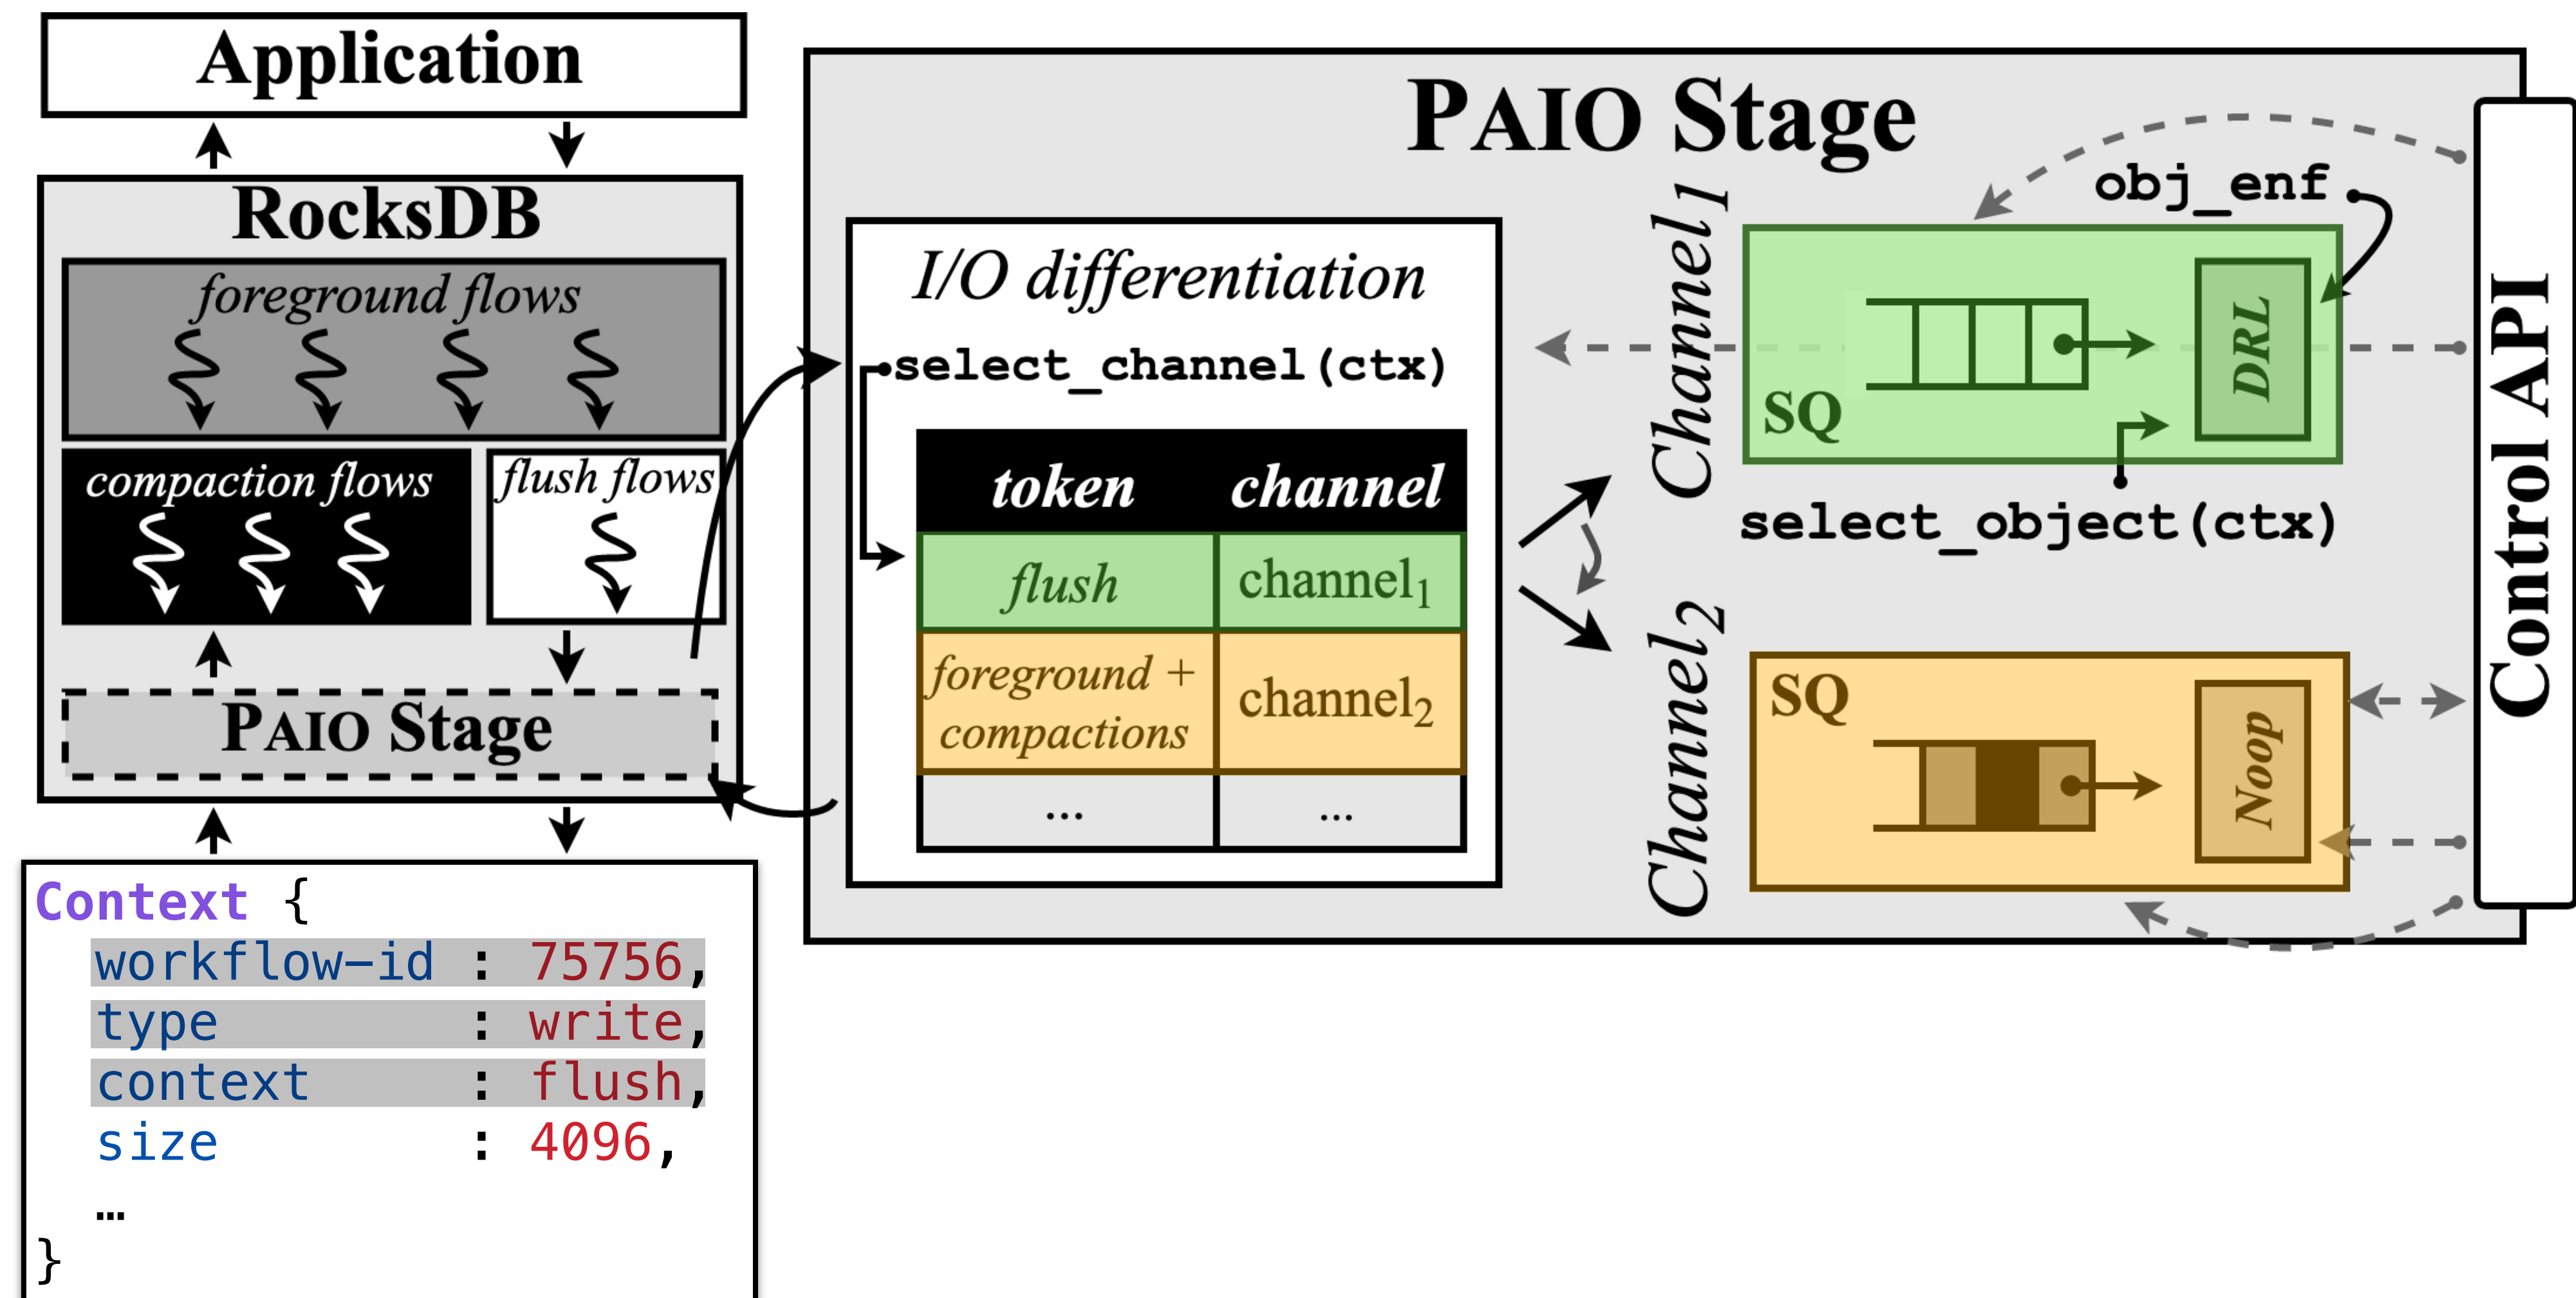 Application
RocksDB
foreground flows
compaction flows
flush flows
PAIO Stage
Context {
workflow-id : 75756,
type : write,
context : flush,
size : 4096,
…
}
PAIO Stage
I/O differentiation
select_channel(ctx)
token channel
flush channel1
foreground + compactions channel2
... ...
Channel1
obj_enf
SQ
DRL
select_object(ctx)
Channel2
SQ
Noop
Control API